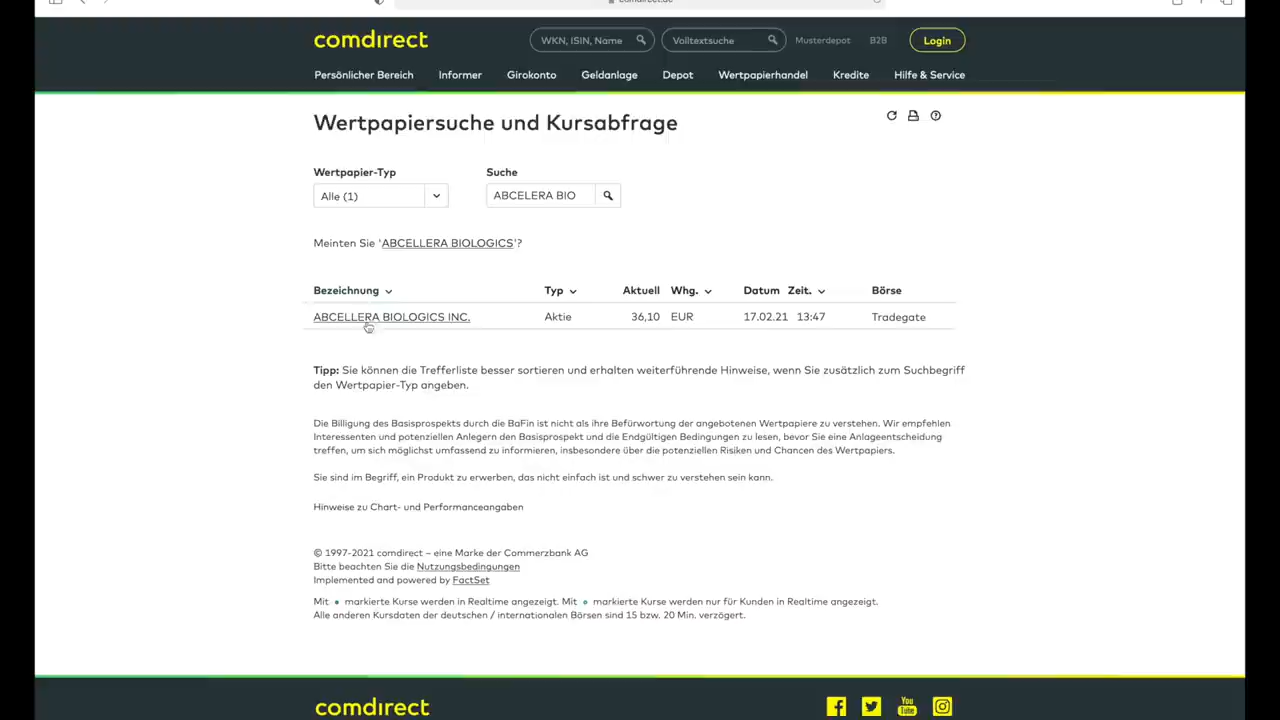 comdirect
WKN, ISIN, Name
Volltextsuche
Musterdepot
B2B
Login
Persönlicher Bereich
Informer
Girokonto
Geldanlage
Depot
Wertpapierhandel
Kredite
Hilfe & Service
Wertpapiersuche und Kursabfrage
Wertpapier-Typ
Suche
Alle (1)
ABCELERA BIO
Meinten Sie 'ABCELLERA BIOLOGICS'?
Bezeichnung Typ Aktuell Whg. Datum Zeit. Börse
ABCELLERA BIOLOGICS INC. Aktie 36,10 EUR 17.02.21 13:47 Tradegate
Tipp: Sie können die Trefferliste besser sortieren und erhalten weiterführende Hinweise, wenn Sie zusätzlich zum Suchbegriff
den Wertpapier-Typ angeben.
Die Billigung des Basisprospekts durch die BaFin ist nicht als ihre Befürwortung der angebotenen Wertpapiere zu verstehen. Wir empfehlen
Interessenten und potenziellen Anlegern den Basisprospekt und die Endgültigen Bedingungen zu lesen, bevor Sie eine Anlageentscheidung
treffen, um sich möglichst umfassend zu informieren, insbesondere über die potenziellen Risiken und Chancen des Wertpapiers.
Sie sind im Begriff, ein Produkt zu erwerben, das nicht einfach ist und schwer zu verstehen sein kann.
Hinweise zu Chart- und Performanceangaben
© 1997-2021 comdirect – eine Marke der Commerzbank AG
Bitte beachten Sie die Nutzungsbedingungen
Implemented and powered by FactSet
Mit • markierte Kurse werden in Realtime angezeigt. Mit • markierte Kurse werden nur für Kunden in Realtime angezeigt.
Alle anderen Kursdaten der deutschen / internationalen Börsen sind 15 bzw. 20 Min. verzögert.
comdirect
You
Tube